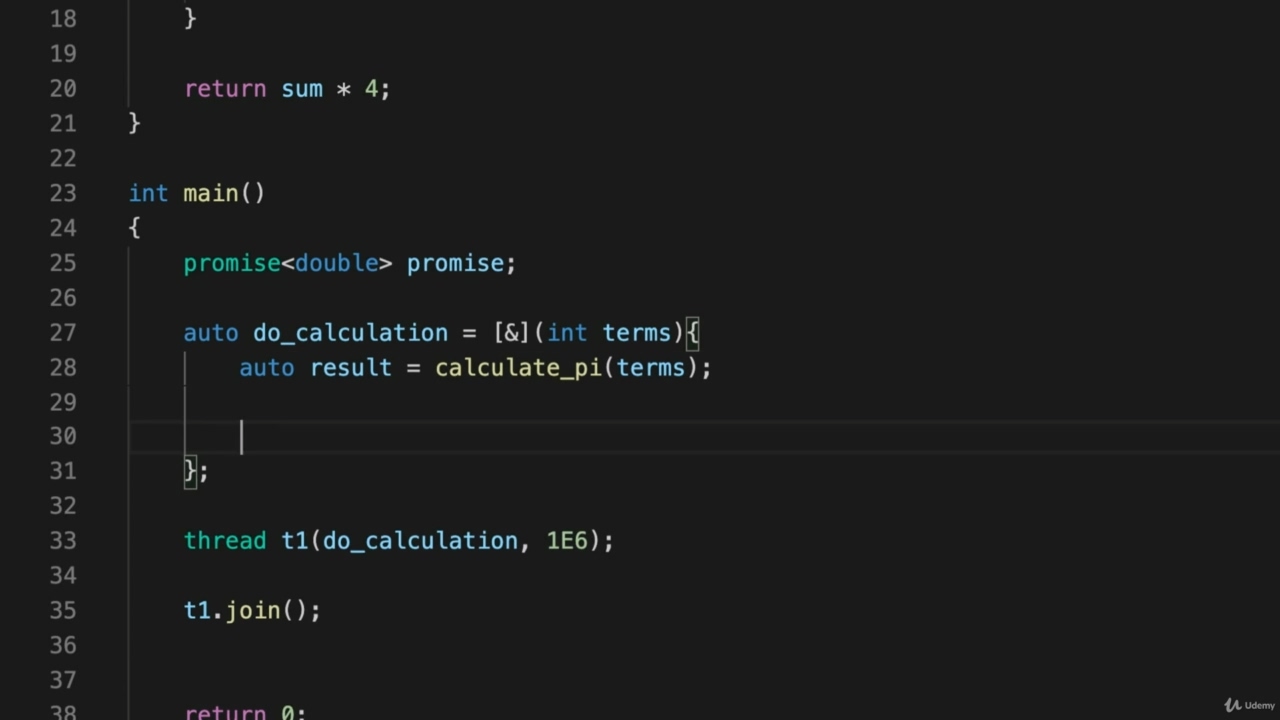 18 }
19
20 return sum * 4;
21 }
22
23 int main()
24 {
25 promise<double> promise;
26
27 auto do_calculation = [&](int terms){
28 auto result = calculate_pi(terms);
29
30
31 };
32
33 thread t1(do_calculation, 1E6);
34
35 t1.join();
36
37
38 return 0;
Udemy